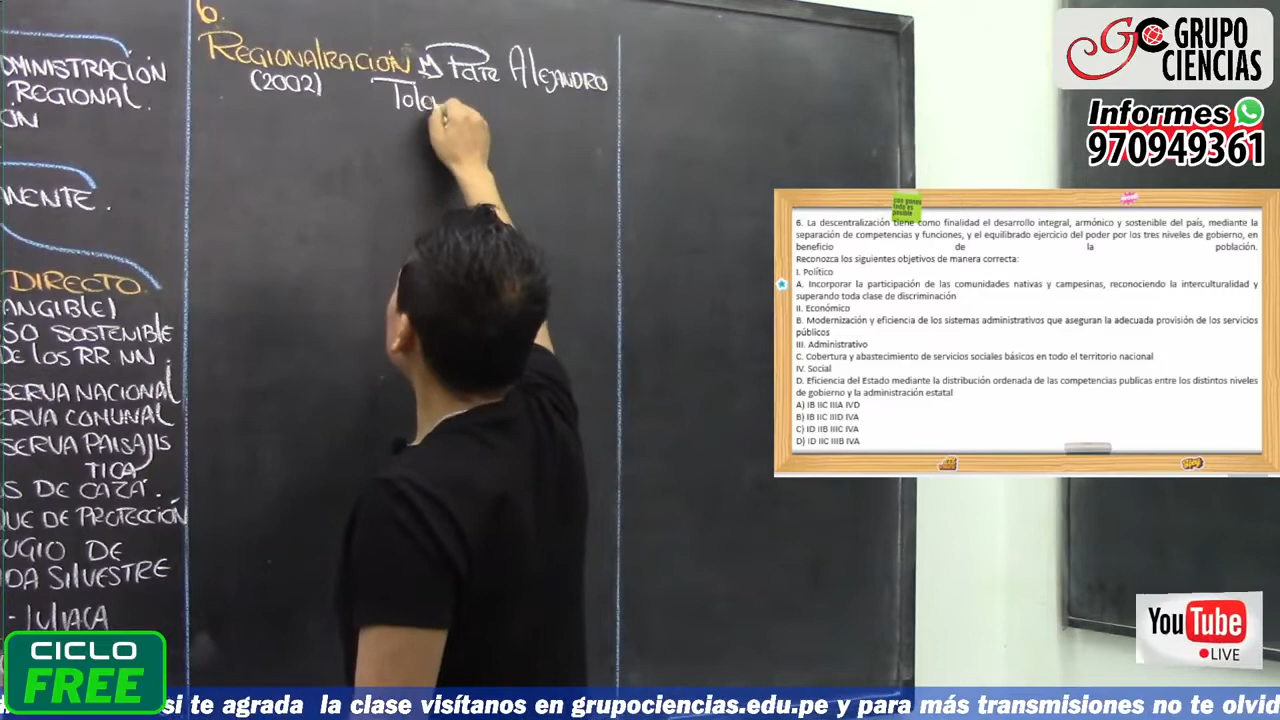 6.
REGIONALIZACIÓN Por ALEJANDRO
(2002) Tole
DMINISTRACIÓN
REGIONAL.
ÓN
MENTE.
DIRECTO.
TANGIBLE)
SO SOSTENIBLE
DE LOS RR NN.
SERVA NACIONAL
ERVA COMUNAL
SERVA PAISAJIS
TICA
S DE CAZA.
UE DE PROTECCIÓN
UGIO DE
DA SILVESTRE
- JULIACA
CICLO
FREE
GRUPO
CIENCIAS
Informes
970949361
con ganas
todo es
posible
6. La descentralización tiene como finalidad el desarrollo integral, armónico y sostenible del país, mediante la
separación de competencias y funciones, y el equilibrado ejercicio del poder por los tres niveles de gobierno, en
beneficio de la población.
Reconozca los siguientes objetivos de manera correcta:
I. Político
A. Incorporar la participación de las comunidades nativas y campesinas, reconociendo la interculturalidad y
superando toda clase de discriminación
II. Económico
B. Modernización y eficiencia de los sistemas administrativos que aseguran la adecuada provisión de los servicios
públicos
III. Administrativo
C. Cobertura y abastecimiento de servicios sociales básicos en todo el territorio nacional
IV. Social
D. Eficiencia del Estado mediante la distribución ordenada de las competencias publicas entre los distintos niveles
de gobierno y la administración estatal
A) IB IIC IIIA IVD
B) IB IIC IIID IVA
C) ID IIB IIIC IVA
D) ID IIC IIIB IVA
YouTube
LIVE
si te agrada la clase visítanos en grupociencias.edu.pe y para más transmisiones no te olvid